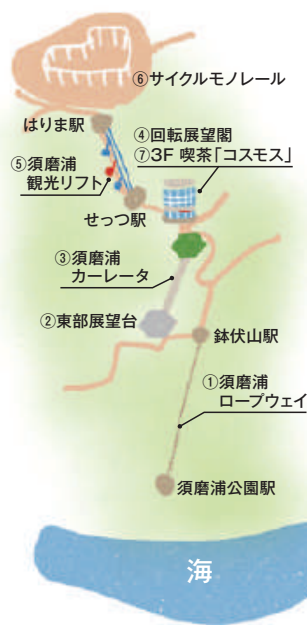 ⑥サイクルモノレール
はりま駅
④回転展望閣
⑦3F 喫茶「コスモス」
⑤須磨浦
観光リフト
せっつ駅
③須磨浦
カーレータ
②東部展望台
鉢伏山駅
①須磨浦
ロープウェイ
須磨浦公園駅
海